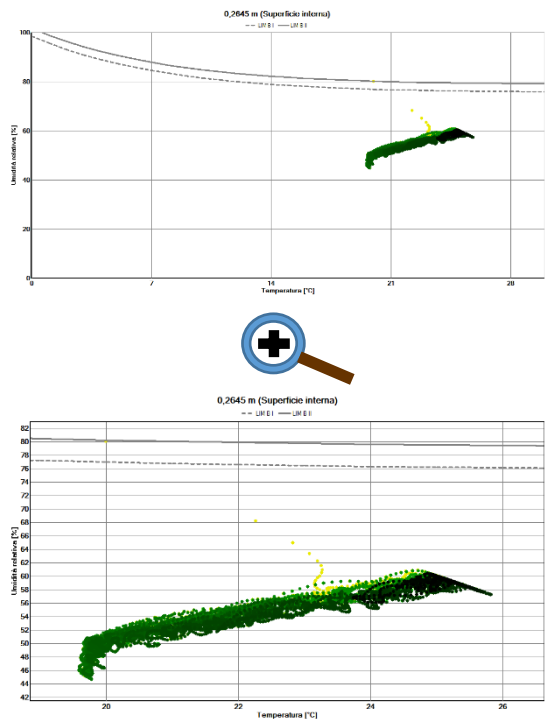 0,2645 m (Superficie interna)
LIM B I LIM B II
Umidità relativa [%]
100
80
60
40
20
0
0 7 14 21 28
Temperatura [°C]
0,2645 m (Superficie interna)
LIM B I LIM B II
Umidità relativa [%]
82
80
78
76
74
72
70
68
66
64
62
60
58
56
54
52
50
48
46
44
42
20 22 24 26
Temperatura [°C]